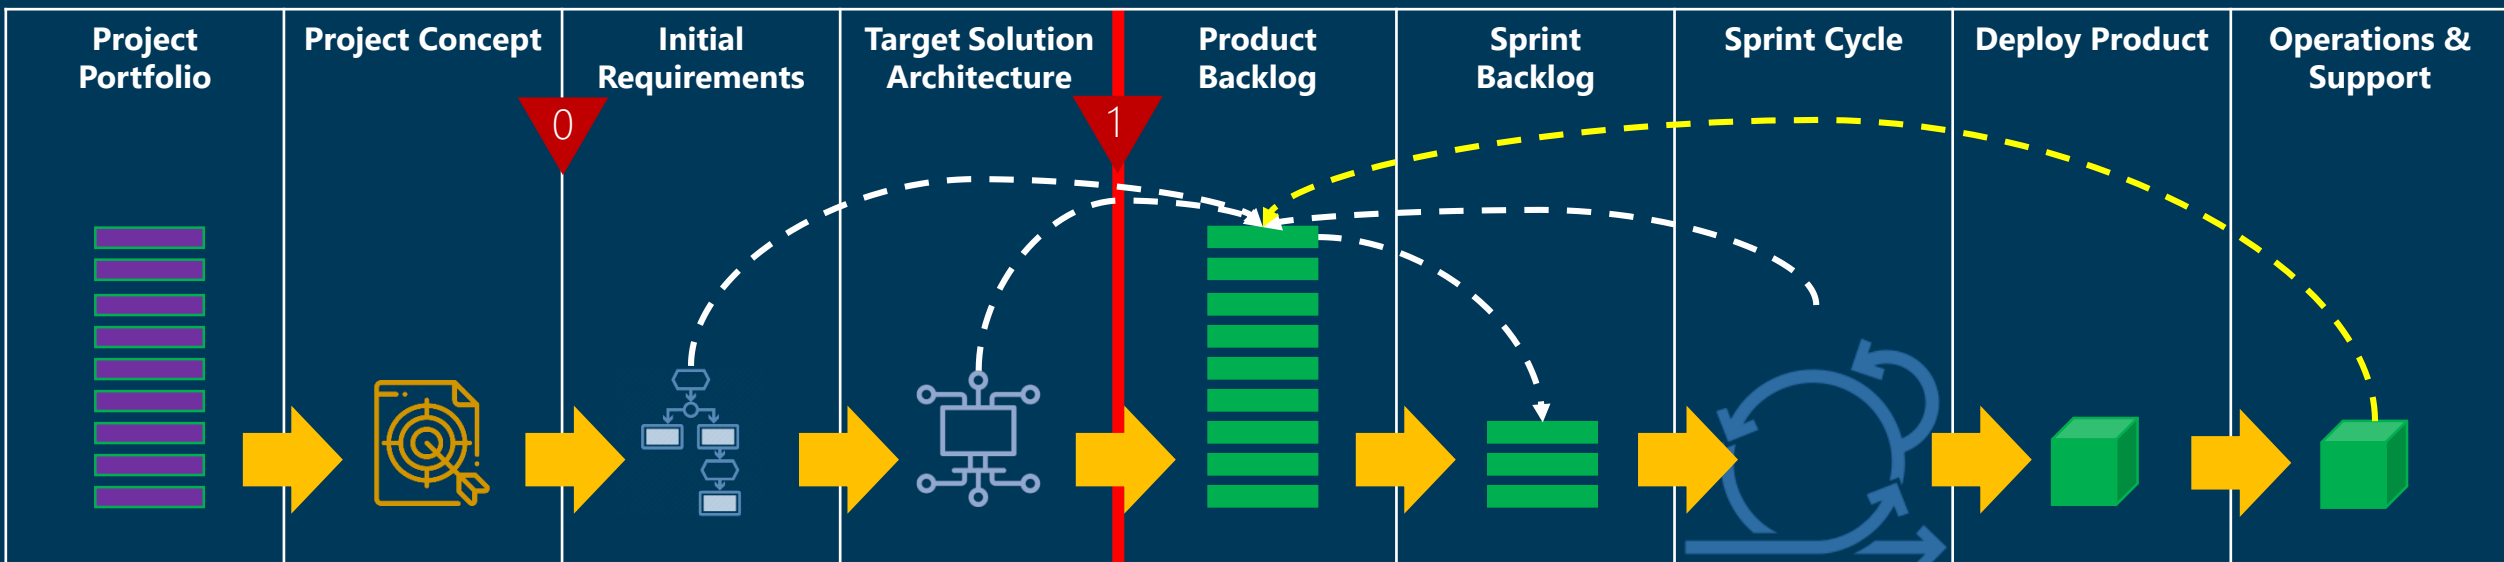 Project
Portfolio
Project Concept
Initial
Requirements
Target Solution
Architecture
Product
Backlog
Sprint
Backlog
Sprint Cycle
Deploy Product
Operations &
Support
0
1